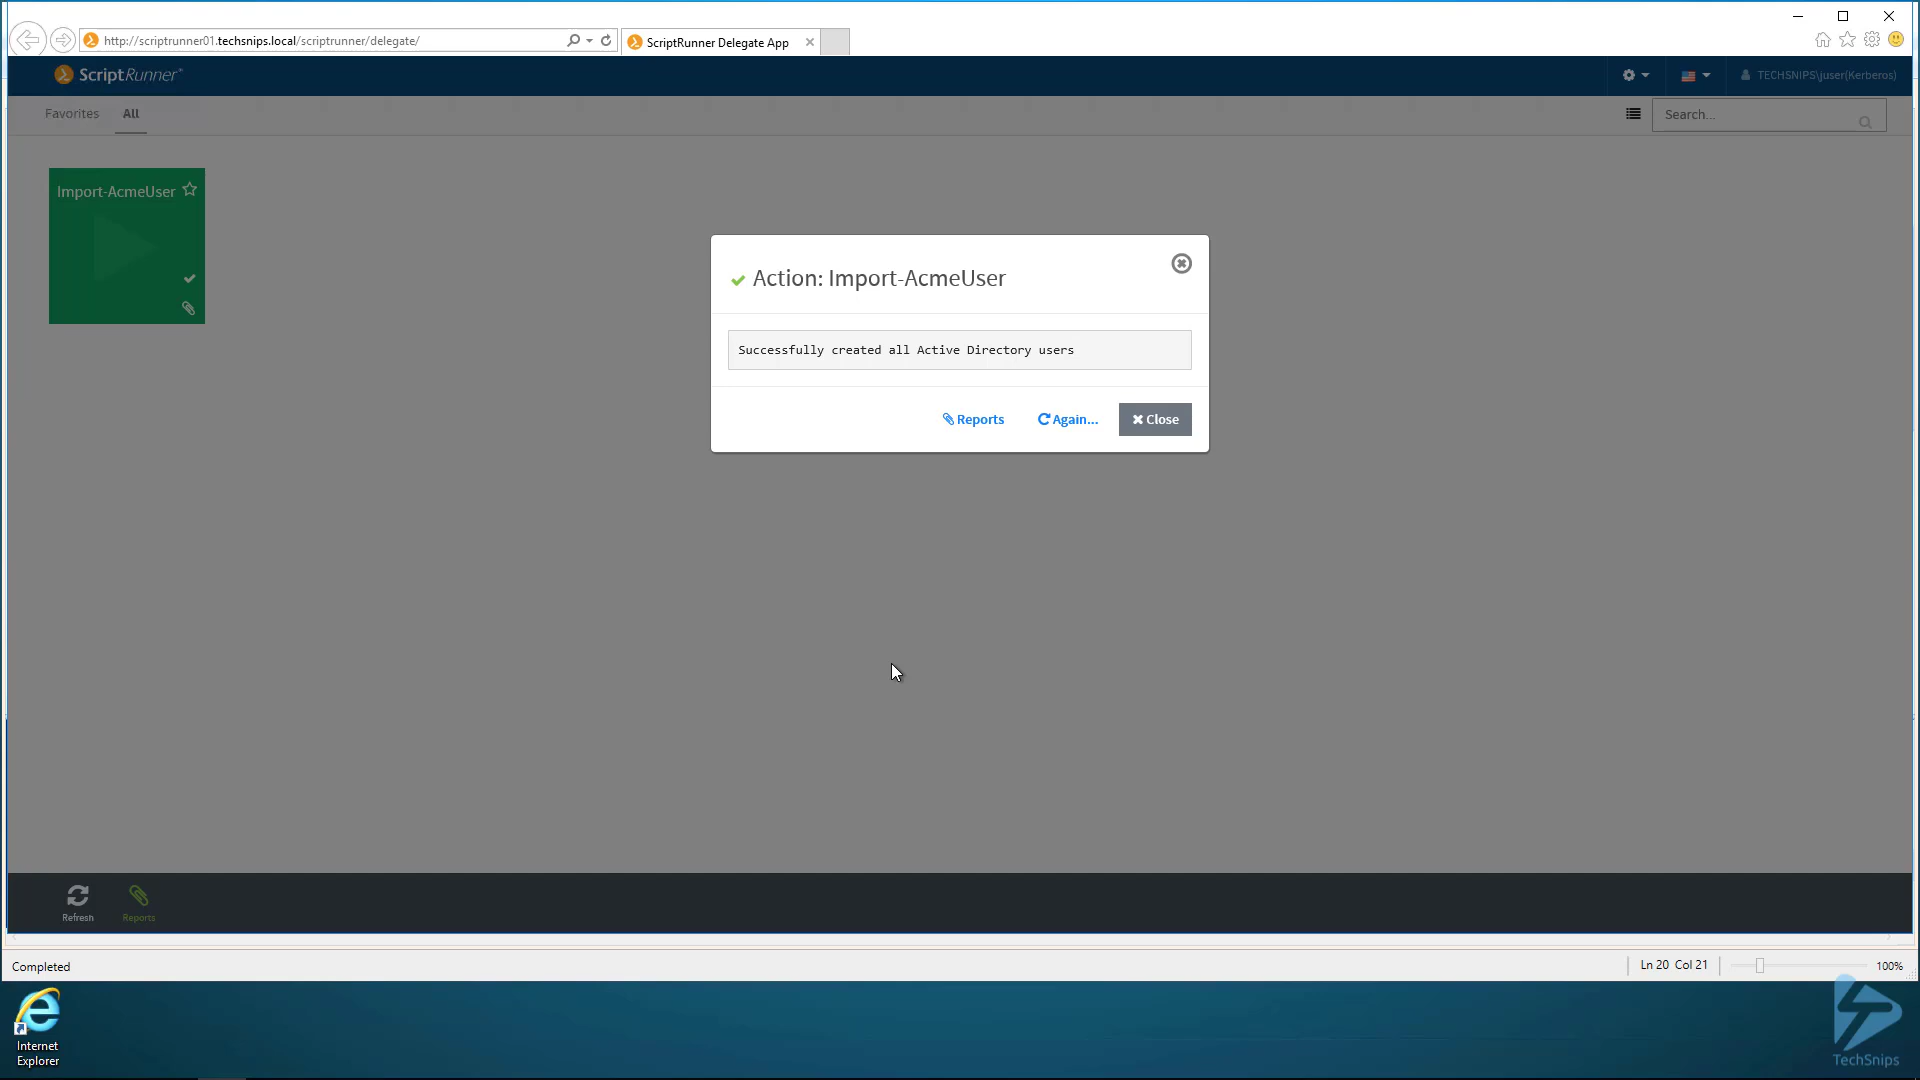 http://scriptrunner01.techsnips.local/scriptrunner/delegate/
ScriptRunner Delegate App
ScriptRunner
TECHSNIPS\juser(Kerberos)
Favorites
All
Search...
Import-AcmeUser
Action: Import-AcmeUser
Successfully created all Active Directory users
Reports
Again...
Close
Refresh
Reports
Completed
Ln 20 Col 21
100%
Internet
Explorer
TechSnips